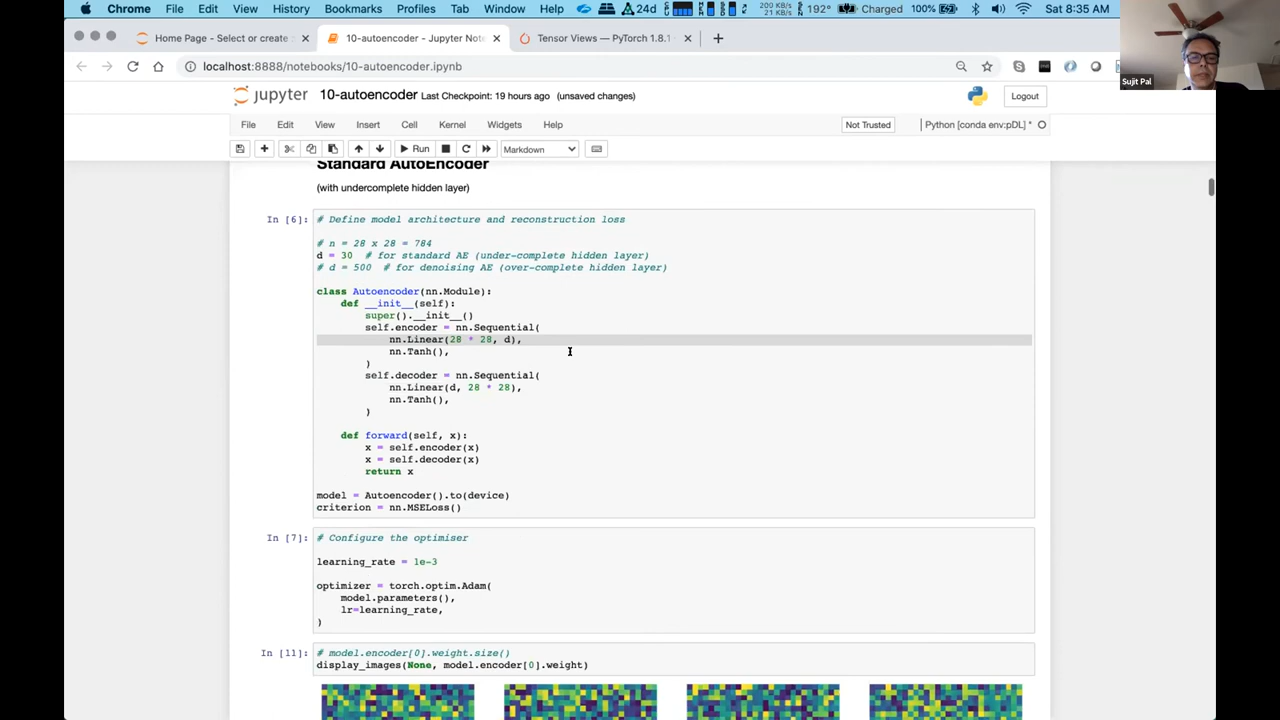 Chrome File Edit View History Bookmarks Profiles Tab Window Help 24d 200 KB/s 21 KB/s 192° Charged 100% Sat 8:35 AM
Home Page - Select or create 10-autoencoder - Jupyter Note Tensor Views — PyTorch 1.8.1
localhost:8888/notebooks/10-autoencoder.ipynb
Sujit Pal
jupyter 10-autoencoder Last Checkpoint: 19 hours ago (unsaved changes) Logout
File Edit View Insert Cell Kernel Widgets Help Not Trusted Python [conda env:pDL] *
Run Markdown
Standard AutoEncoder
(with undercomplete hidden layer)
In [6]: # Define model architecture and reconstruction loss
# n = 28 x 28 = 784
d = 30 # for standard AE (under-complete hidden layer)
# d = 500 # for denoising AE (over-complete hidden layer)
class Autoencoder(nn.Module):
def __init__(self):
super().__init__()
self.encoder = nn.Sequential(
nn.Linear(28 * 28, d),
nn.Tanh(),
)
self.decoder = nn.Sequential(
nn.Linear(d, 28 * 28),
nn.Tanh(),
)
def forward(self, x):
x = self.encoder(x)
x = self.decoder(x)
return x
model = Autoencoder().to(device)
criterion = nn.MSELoss()
In [7]: # Configure the optimiser
learning_rate = 1e-3
optimizer = torch.optim.Adam(
model.parameters(),
lr=learning_rate,
)
In [11]: # model.encoder[0].weight.size()
display_images(None, model.encoder[0].weight)